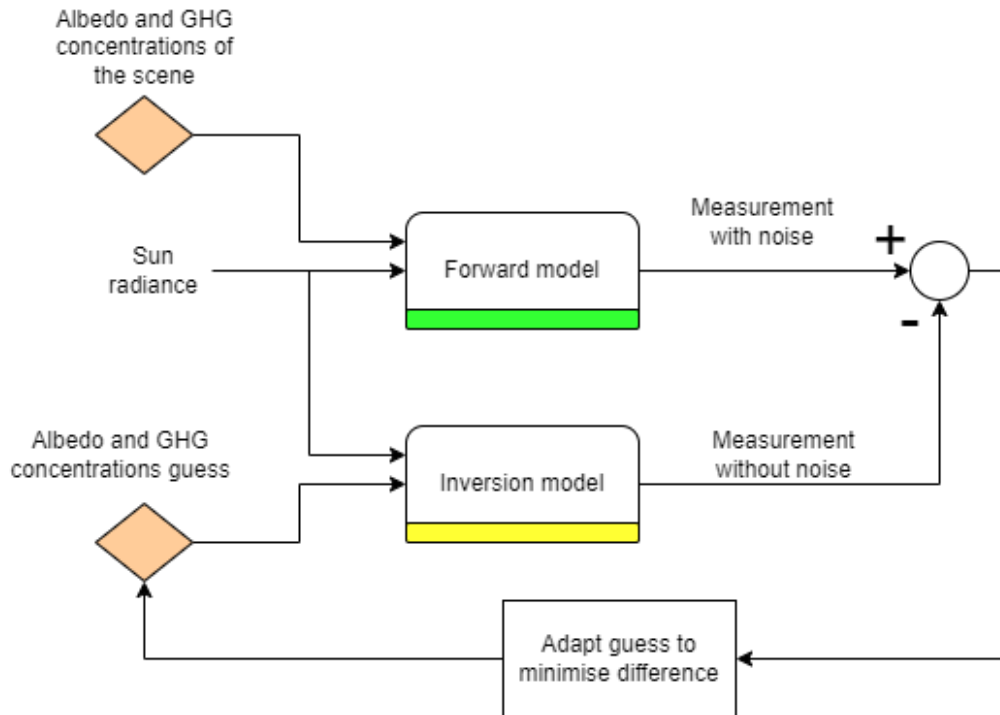 Albedo and GHG
concentrations of
the scene
Measurement
with noise
+
Sun
radiance
Forward model
-
Albedo and GHG
concentrations guess
Inversion model
Measurement
without noise
Adapt guess to
minimise difference